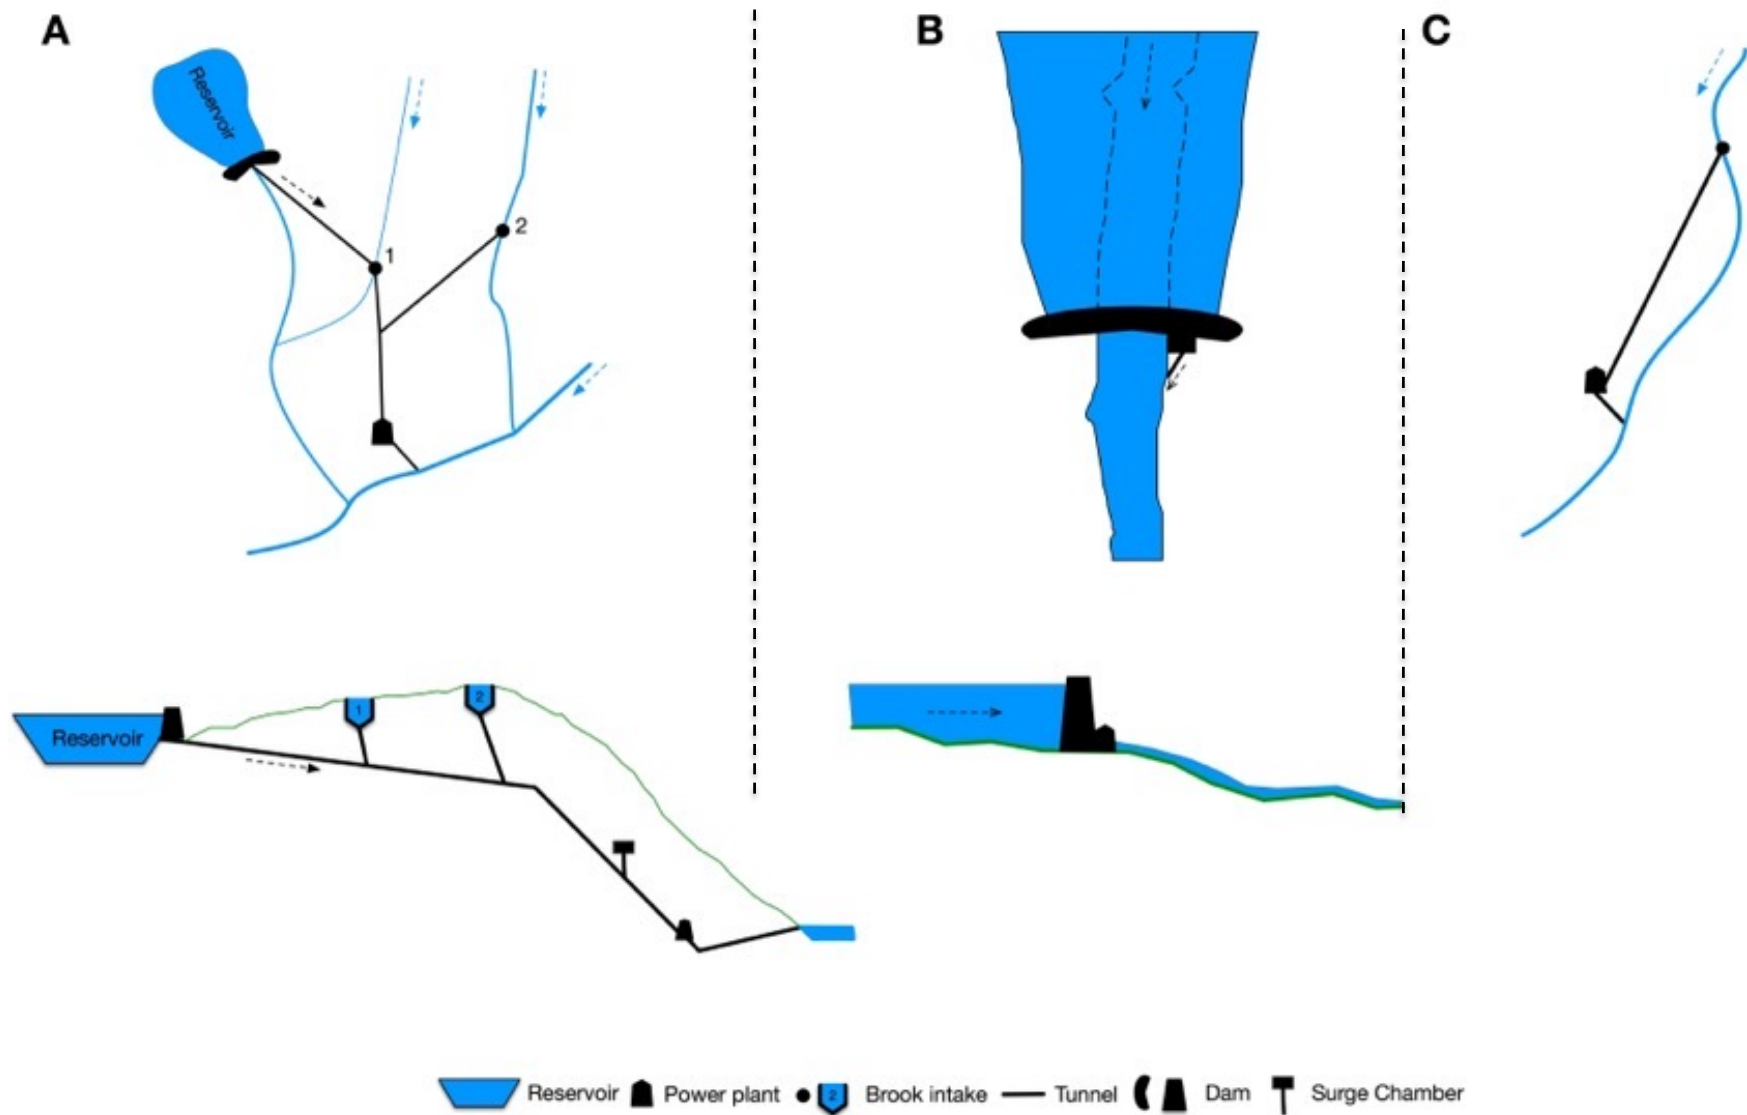 A
B
C
Reservoir
1
2
Reservoir
1
2
Reservoir
Power plant
2
Brook intake
Tunnel
Dam
Surge Chamber